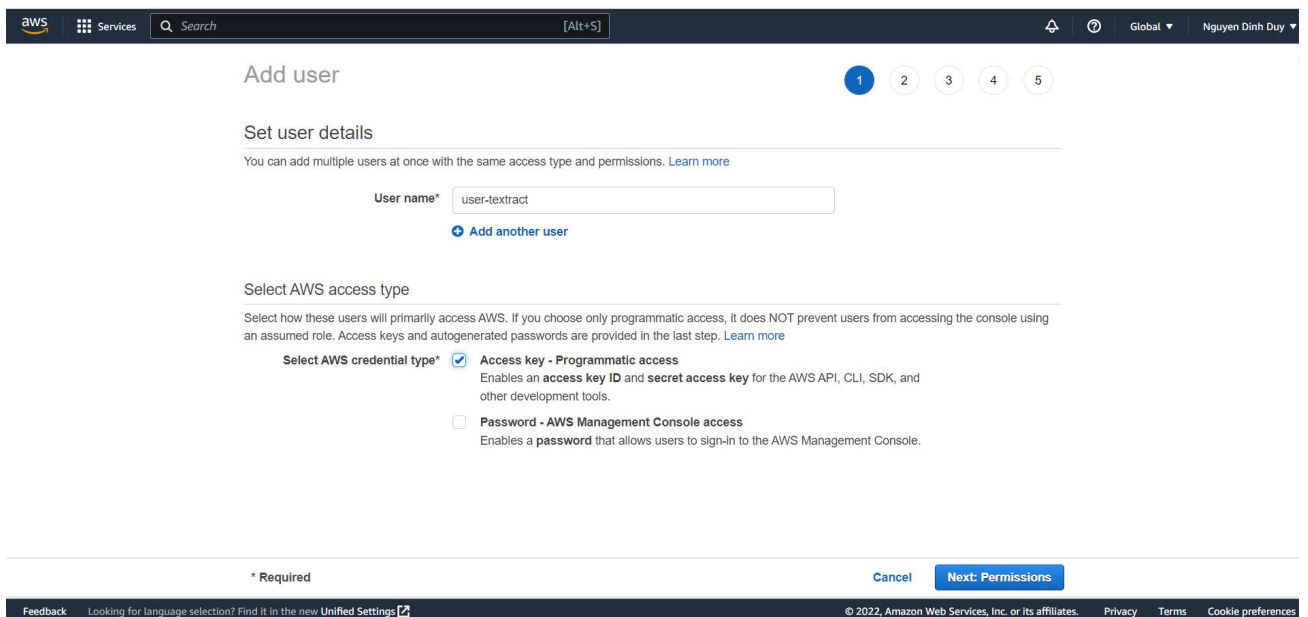 aws Services Search [Alt+S] Global ▼ Nguyen Dinh Duy ▼
Add user 1 2 3 4 5
Set user details
You can add multiple users at once with the same access type and permissions. Learn more
User name* user-textract
Add another user
Select AWS access type
Select how these users will primarily access AWS. If you choose only programmatic access, it does NOT prevent users from accessing the console using
an assumed role. Access keys and autogenerated passwords are provided in the last step. Learn more
Select AWS credential type* Access key - Programmatic access
Enables an access key ID and secret access key for the AWS API, CLI, SDK, and
other development tools.
Password - AWS Management Console access
Enables a password that allows users to sign-in to the AWS Management Console.
* Required Cancel Next: Permissions
Feedback Looking for language selection? Find it in the new Unified Settings © 2022, Amazon Web Services, Inc. or its affiliates. Privacy Terms Cookie preferences